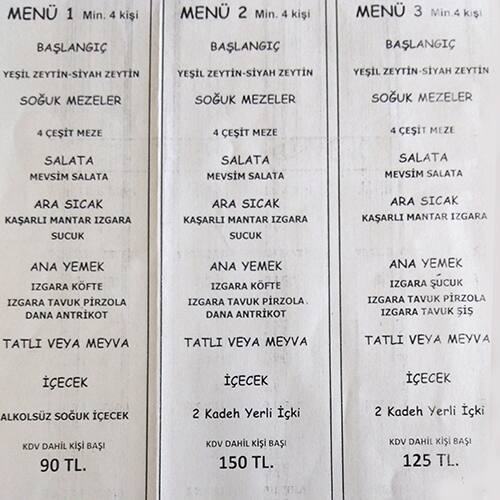 MENÜ 1 Min. 4 kişi
BAŞLANGIÇ
YEŞİL ZEYTİN-SİYAH ZEYTİN
SOĞUK MEZELER
4 ÇEŞİT MEZE
SALATA
MEVSİM SALATA
ARA SICAK
KAŞARLI MANTAR IZGARA
SUCUK
ANA YEMEK
IZGARA KÖFTE
IZGARA TAVUK PİRZOLA
DANA ANTRİKOT
TATLI VEYA MEYVA
İÇECEK
ALKOLSÜZ SOĞUK İÇECEK
KDV DAHİL KİŞİ BAŞI
90 TL.
MENÜ 2 Min. 4 kişi
BAŞLANGIÇ
YEŞİL ZEYTİN-SİYAH ZEYTİN
SOĞUK MEZELER
4 ÇEŞİT MEZE
SALATA
MEVSİM SALATA
ARA SICAK
KAŞARLI MANTAR IZGARA
SUCUK
ANA YEMEK
IZGARA KÖFTE
IZGARA TAVUK PİRZOLA
DANA ANTRİKOT
TATLI VEYA MEYVA
İÇECEK
2 Kadeh Yerli İçki
KDV DAHİL KİŞİ BAŞI
150 TL.
MENÜ 3 Min. 4 kişi
BAŞLANGIÇ
YEŞİL ZEYTİN-SİYAH ZEYTİN
SOĞUK MEZELER
4 ÇEŞİT MEZE
SALATA
MEVSİM SALATA
ARA SICAK
KAŞARLI MANTAR IZGARA
ANA YEMEK
IZGARA SUCUK
IZGARA TAVUK PİRZOLA
IZGARA TAVUK ŞİŞ
TATLI VEYA MEYVA
İÇECEK
2 Kadeh Yerli İçki
KDV DAHİL KİŞİ BAŞI
125 TL.